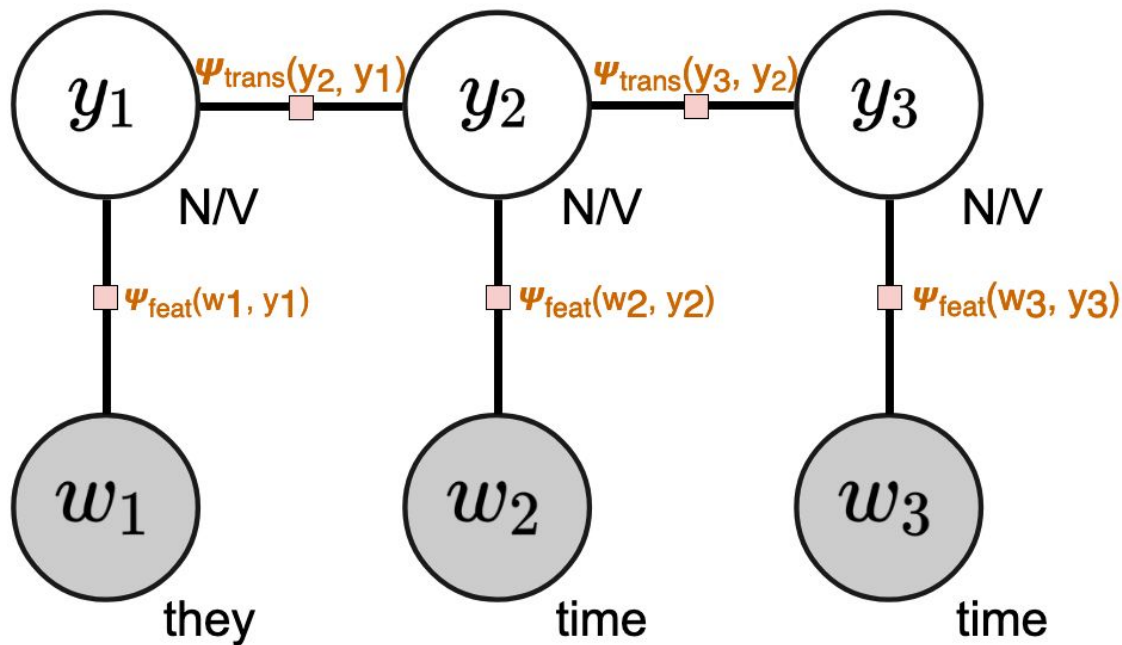 Ψtrans(y2, y1) Ψtrans(y3, y2)
y1 y2 y3
N/V N/V N/V
Ψfeat(w1, y1) Ψfeat(w2, y2) Ψfeat(w3, y3)
w1 w2 w3
they time time